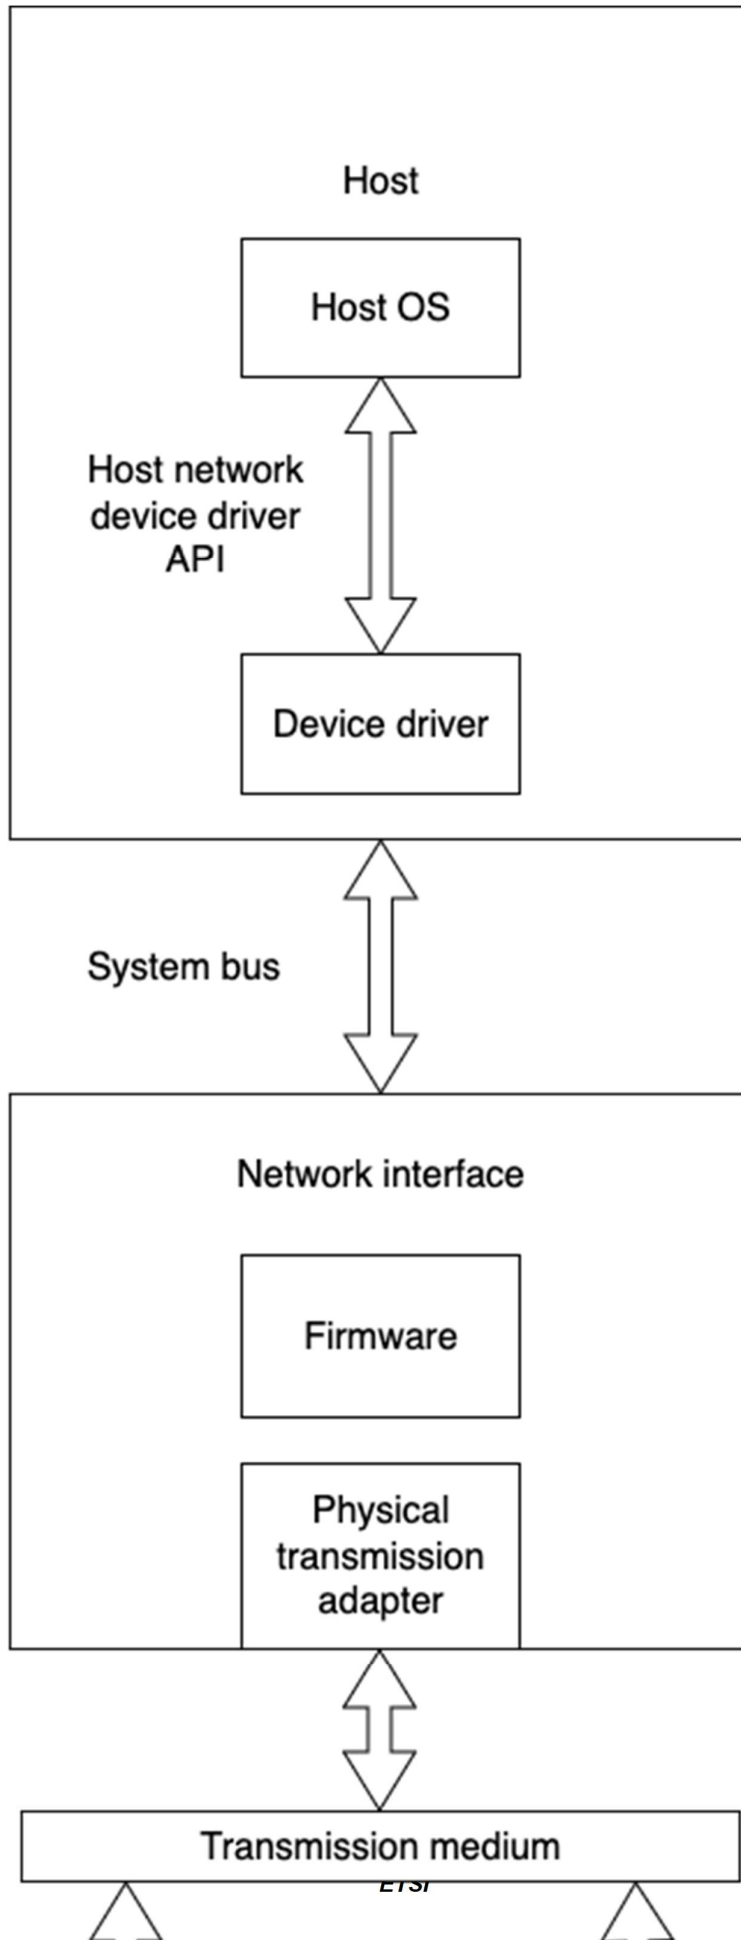 Host
Host OS
Host network
device driver
API
Device driver
System bus
Network interface
Firmware
Physical
transmission
adapter
Transmission medium
ETSI